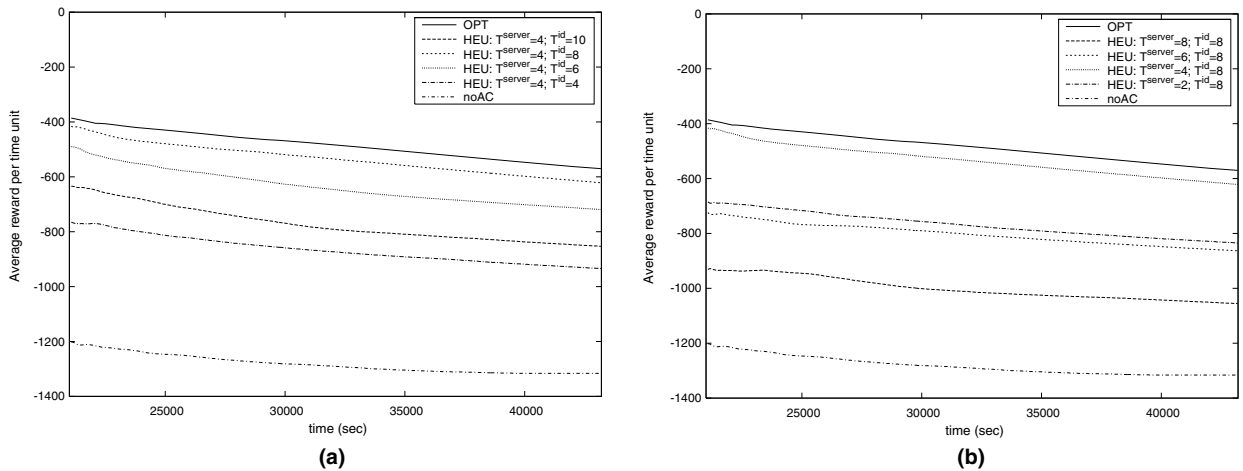 0
-200
-400
-600
-800
-1000
-1200
-1400
Average reward per time unit
25000 30000 35000 40000
time (sec)
OPT
HEU: T^server=4; T^id=10
HEU: T^server=4; T^id=8
HEU: T^server=4; T^id=6
HEU: T^server=4; T^id=4
noAC
(a)
0
-200
-400
-600
-800
-1000
-1200
-1400
Average reward per time unit
25000 30000 35000 40000
time (sec)
OPT
HEU: T^server=8; T^id=8
HEU: T^server=6; T^id=8
HEU: T^server=4; T^id=8
HEU: T^server=2; T^id=8
noAC
(b)